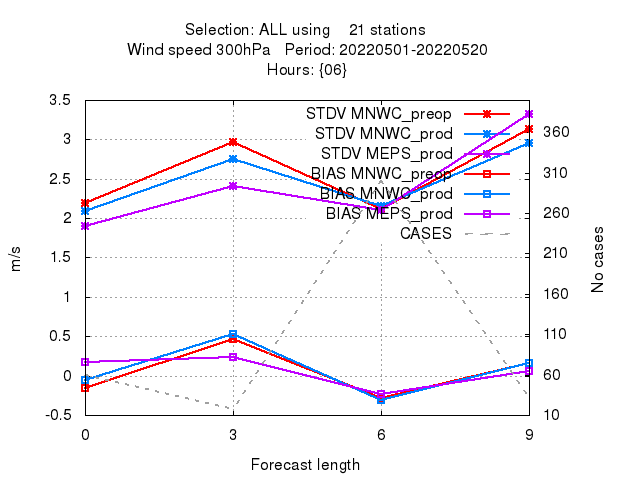 Selection: ALL using 21 stations
Wind speed 300hPa Period: 20220501-20220520
Hours: {06}
STDV MNWC_preop
STDV MNWC_prod
STDV MEPS_prod
BIAS MNWC_preop
BIAS MNWC_prod
BIAS MEPS_prod
CASES
3.5
3
2.5
2
1.5
1
0.5
0
-0.5
m/s
360
310
260
210
160
110
60
10
No cases
0 3 6 9
Forecast length